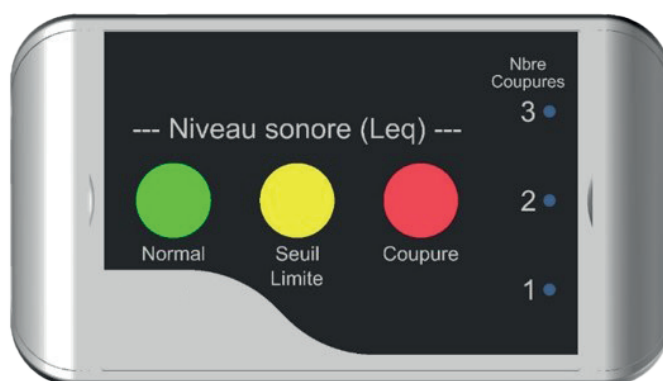 Nbre
Coupures
3
--- Niveau sonore (Leq) ---
2
Normal
Seuil
Limite
Coupure
1